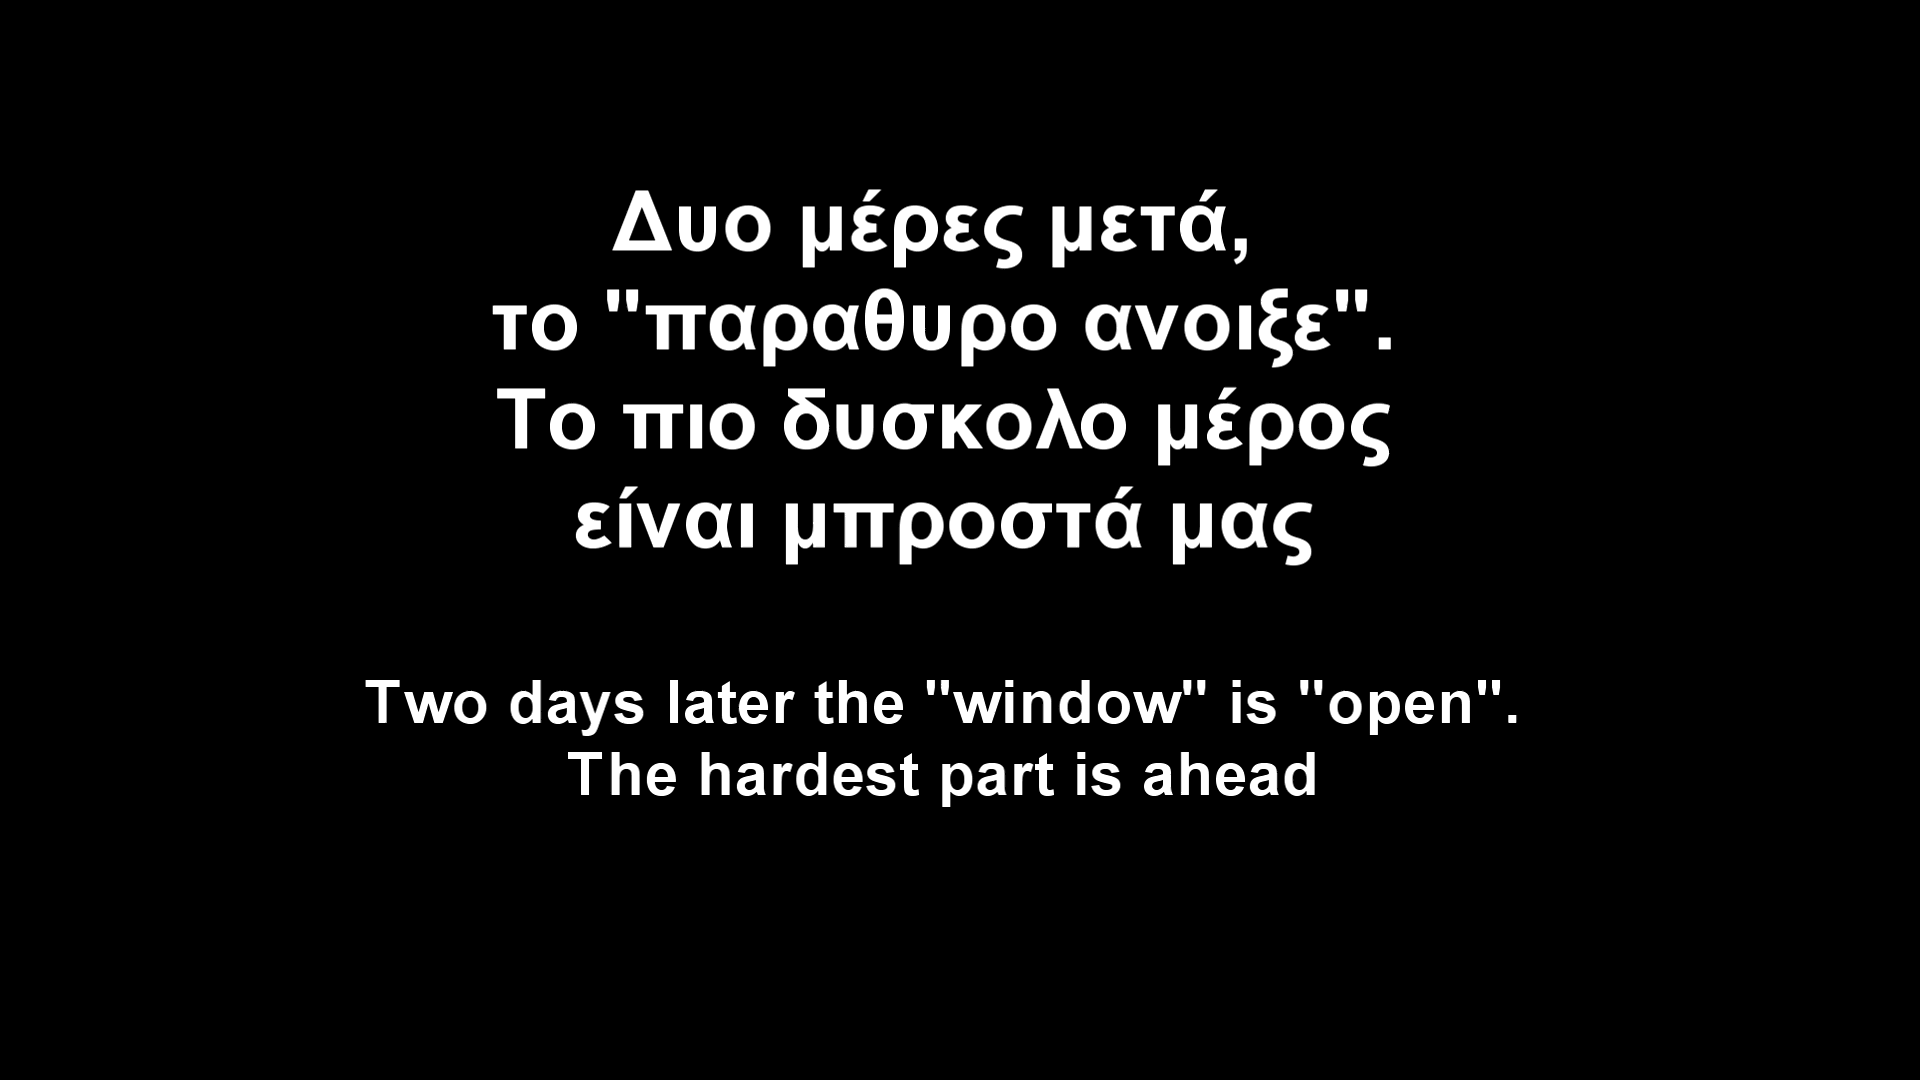 Δυο μέρες μετά,
το "παραθυρο ανοιξε".
Το πιο δυσκολο μέρος
είναι μπροστά μας
Two days later the "window" is "open".
The hardest part is ahead